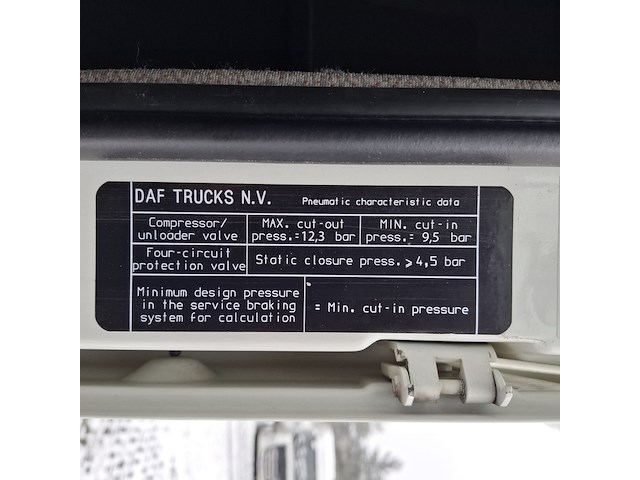 DAF TRUCKS N.V. Pneumatic characteristic data
Compressor/
unloader valve
MAX. cut-out
press.=12,3 bar
MIN. cut-in
press.= 9,5 bar
Four-circuit
protection valve
Static closure press. ⩾4,5 bar
Minimum design pressure
in the service braking
system for calculation
= Min. cut-in pressure